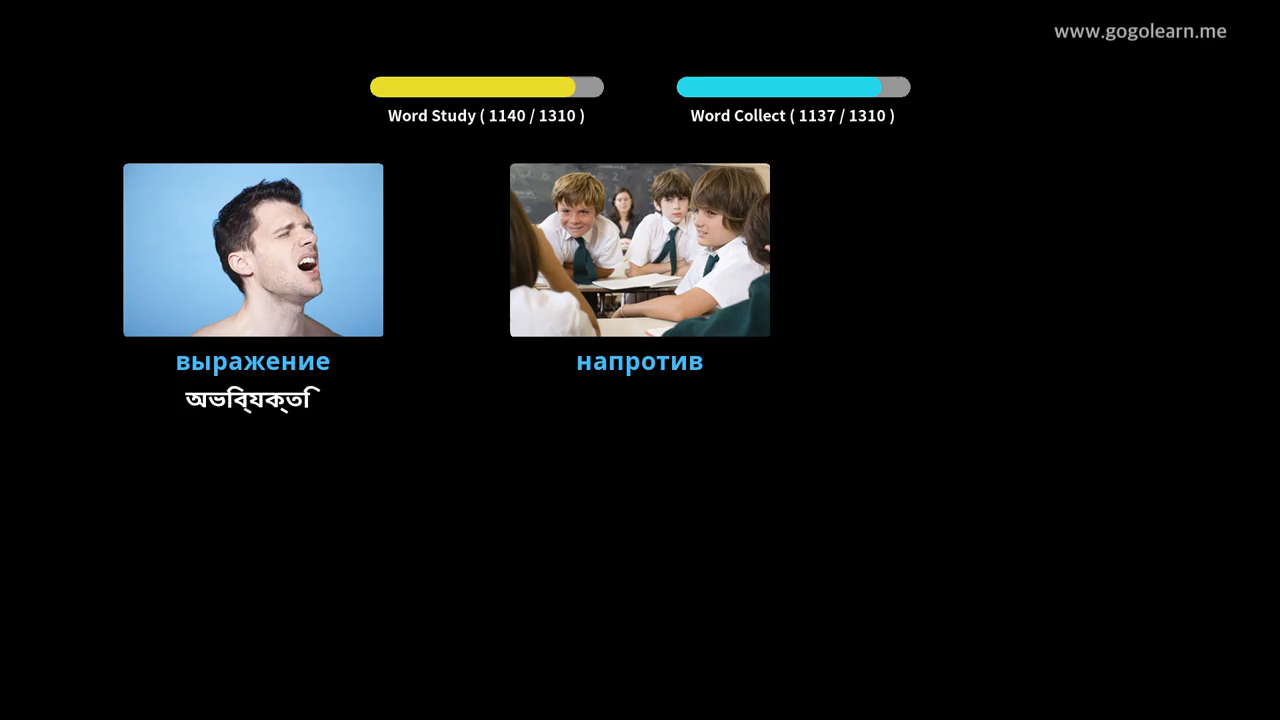 www.gogolearn.me
Word Study ( 1140 / 1310 )
Word Collect ( 1137 / 1310 )
выражение
напротив
অভিব্যক্তি